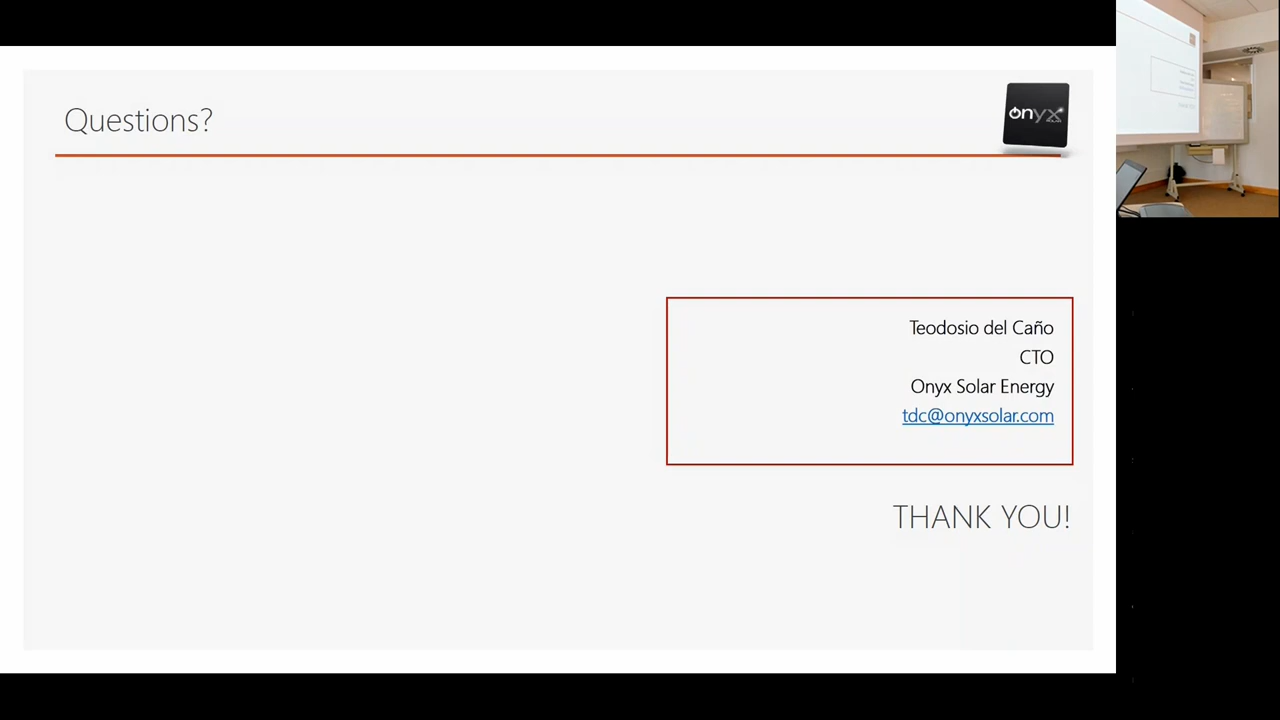 Questions?
onyx
Teodosio del Caño
CTO
Onyx Solar Energy
tdc@onyxsolar.com
THANK YOU!